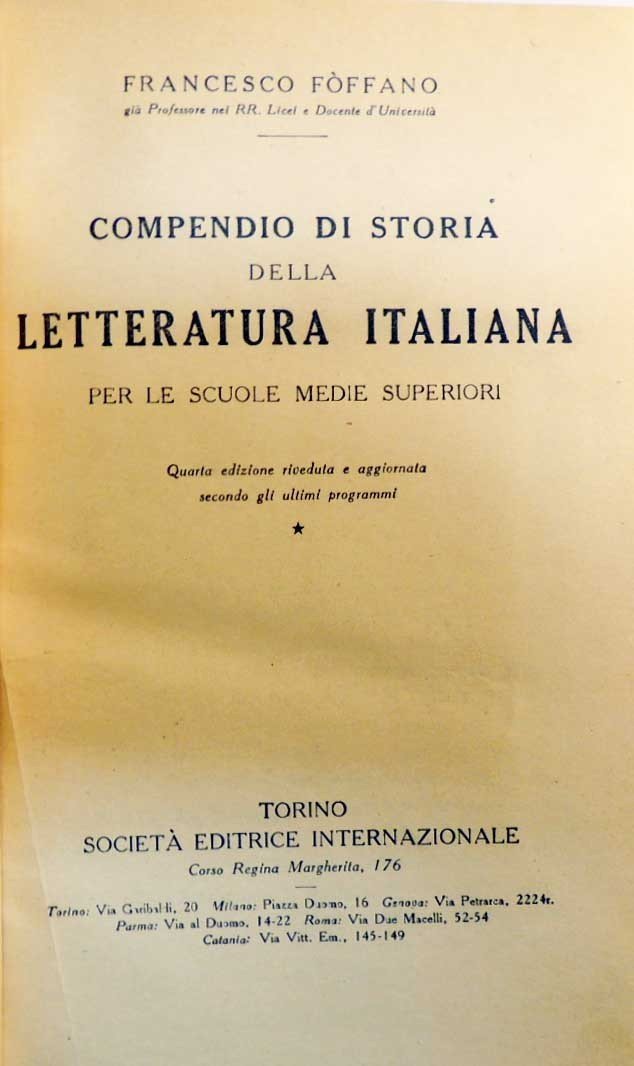 FRANCESCO FÒFFANO
già Professore nei RR. Licei e Docente d'Università
COMPENDIO DI STORIA
DELLA
LETTERATURA ITALIANA
PER LE SCUOLE MEDIE SUPERIORI
Quarta edizione riveduta e aggiornata
secondo gli ultimi programmi
★
TORINO
SOCIETÀ EDITRICE INTERNAZIONALE
Corso Regina Margherita, 176
Torino: Via Garibaldi, 20 Milano: Piazza Duomo, 16 Genova: Via Petrarca, 2224r.
Parma: Via al Duomo, 14-22 Roma: Via Due Macelli, 52-54
Catania: Via Vitt. Em., 145-149